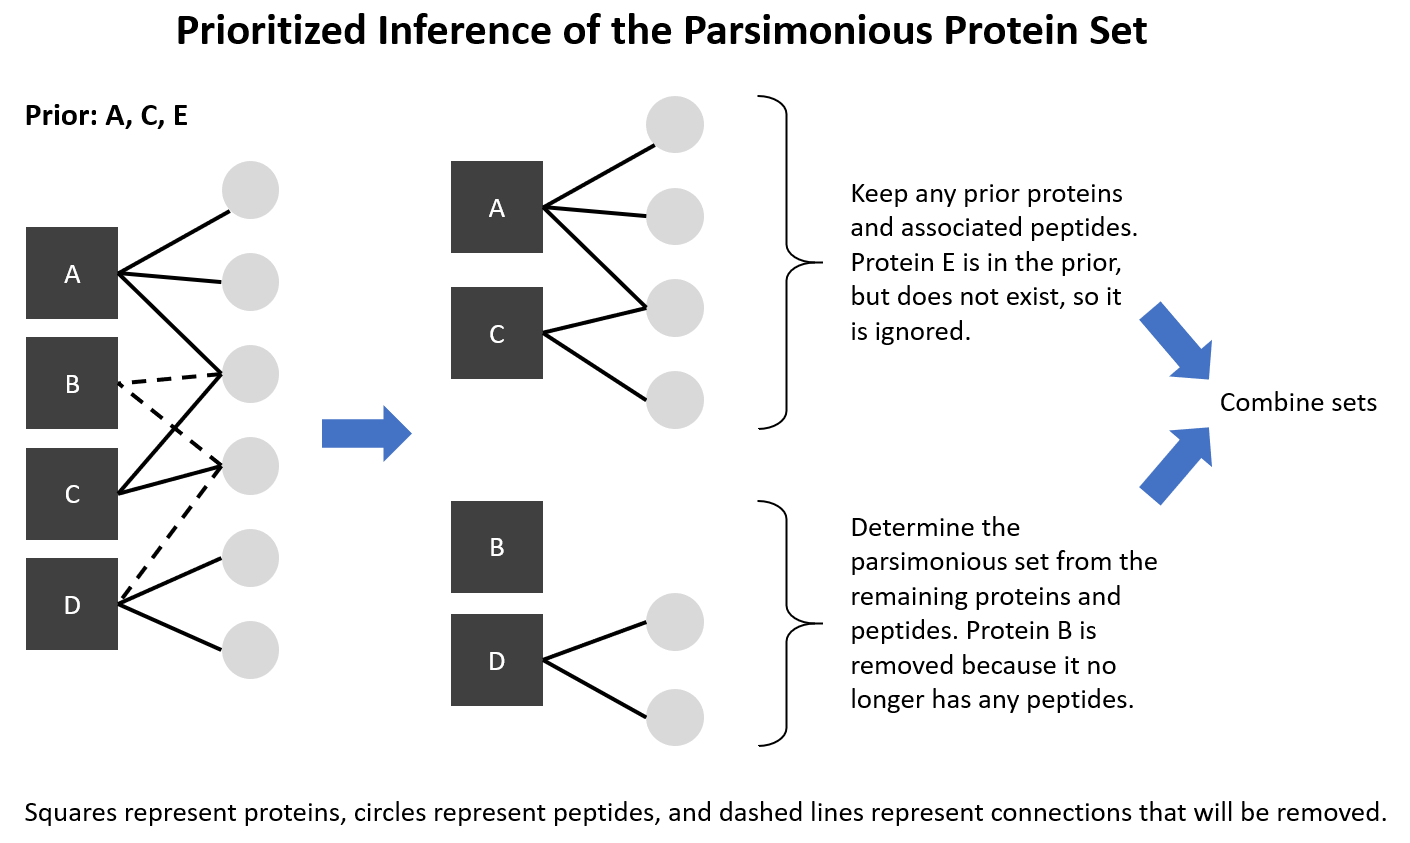 Prioritized Inference of the Parsimonious Protein Set
Prior: A, C, E
A
B
C
D
A
C
Keep any prior proteins
and associated peptides.
Protein E is in the prior,
but does not exist, so it
is ignored.
B
D
Determine the
parsimonious set from the
remaining proteins and
peptides. Protein B is
removed because it no
longer has any peptides.
Combine sets
Squares represent proteins, circles represent peptides, and dashed lines represent connections that will be removed.